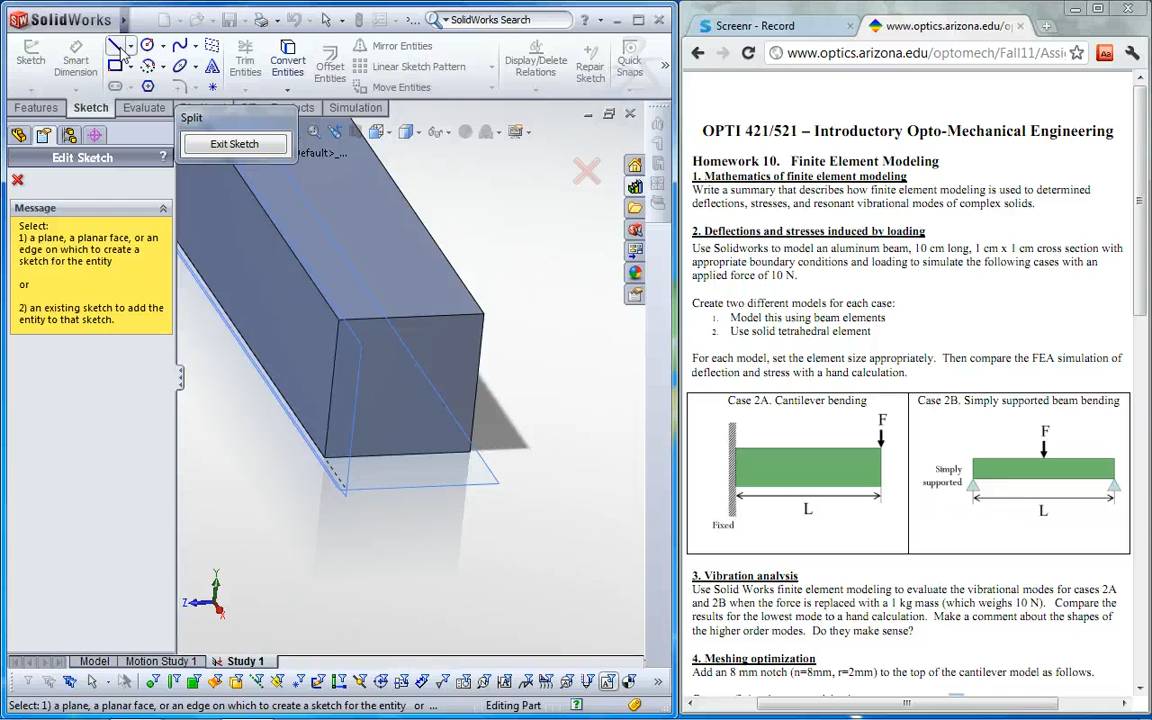 SolidWorks
SolidWorks Search
Sketch
Smart Dimension
Trim Entities
Convert Entities
Offset Entities
Mirror Entities
Linear Sketch Pattern
Move Entities
Display/Delete Relations
Repair Sketch
Quick Snaps
Features
Sketch
Evaluate
Simulation
Split
Exit Sketch
Edit Sketch
?
Message
Select:
1) a plane, a planar face, or an
edge on which to create a
sketch for the entity
or
2) an existing sketch to add the
entity to that sketch.
Default>_...
Y
Z
X
Model
Motion Study 1
Study 1
Select: 1) a plane, a planar face, or an edge on which to create a sketch for the entity or ...
Editing Part
Screenr - Record
www.optics.arizona.edu/o
www.optics.arizona.edu/optomech/Fall11/Assi
OPTI 421/521 – Introductory Opto-Mechanical Engineering
Homework 10. Finite Element Modeling
1. Mathematics of finite element modeling
Write a summary that describes how finite element modeling is used to determined
deflections, stresses, and resonant vibrational modes of complex solids.
2. Deflections and stresses induced by loading
Use Solidworks to model an aluminum beam, 10 cm long, 1 cm x 1 cm cross section with
appropriate boundary conditions and loading to simulate the following cases with an
applied force of 10 N.
Create two different models for each case:
1. Model this using beam elements
2. Use solid tetrahedral element
For each model, set the element size appropriately. Then compare the FEA simulation of
deflection and stress with a hand calculation.
Case 2A. Cantilever bending
F
L
Fixed
Case 2B. Simply supported beam bending
F
Simply
supported
L
3. Vibration analysis
Use Solid Works finite element modeling to evaluate the vibrational modes for cases 2A
and 2B when the force is replaced with a 1 kg mass (which weighs 10 N). Compare the
results for the lowest mode to a hand calculation. Make a comment about the shapes of
the higher order modes. Do they make sense?
4. Meshing optimization
Add an 8 mm notch (n=8mm, r=2mm) to the top of the cantilever model as follows.